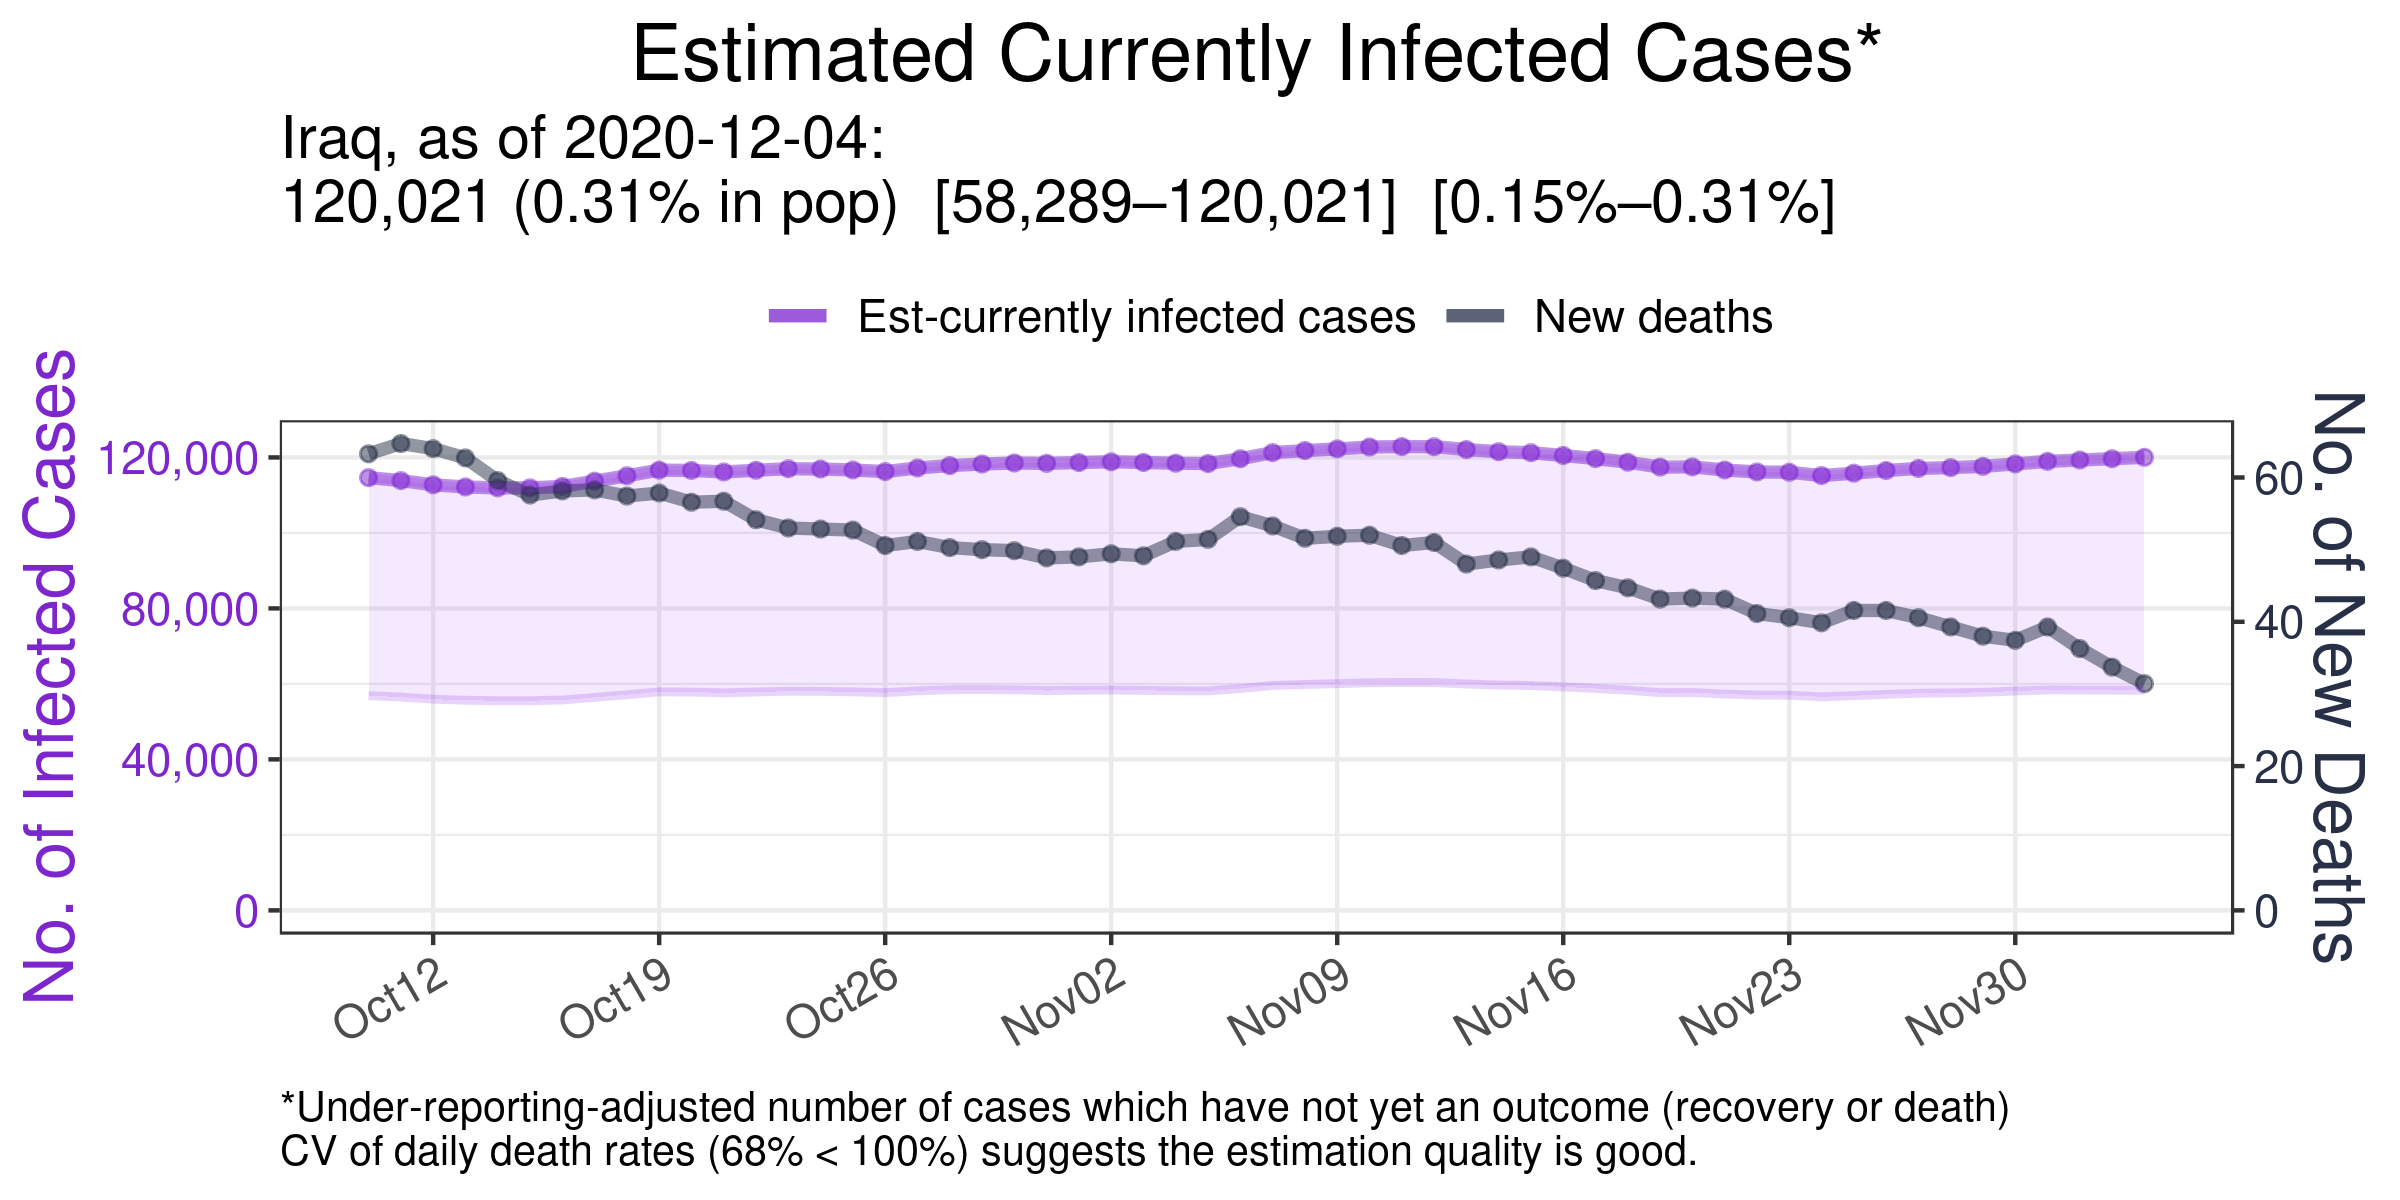 Estimated Currently Infected Cases*
Iraq, as of 2020-12-04:
120,021 (0.31% in pop) [58,289–120,021] [0.15%–0.31%]
Est-currently infected cases
New deaths
No. of Infected Cases
120,000
80,000
40,000
0
60
40
20
0
No. of New Deaths
Oct12
Oct19
Oct26
Nov02
Nov09
Nov16
Nov23
Nov30
*Under-reporting-adjusted number of cases which have not yet an outcome (recovery or death)
CV of daily death rates (68% < 100%) suggests the estimation quality is good.